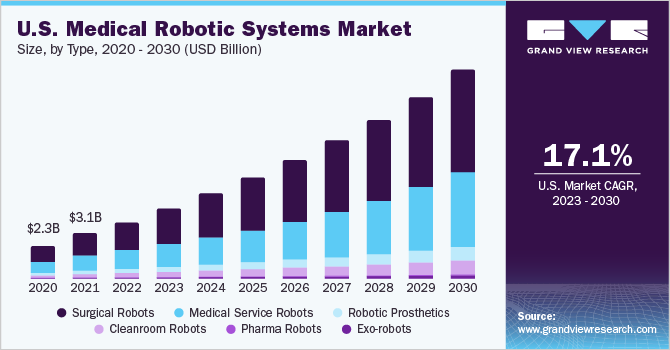 U.S. Medical Robotic Systems Market
Size, by Type, 2020 - 2030 (USD Billion)
$2.3B
$3.1B
2020 2021 2022 2023 2024 2025 2026 2027 2028 2029 2030
Surgical Robots Medical Service Robots Robotic Prosthetics
Cleanroom Robots Pharma Robots Exo-robots
GRAND VIEW RESEARCH
17.1%
U.S. Market CAGR,
2023 - 2030
Source:
www.grandviewresearch.com